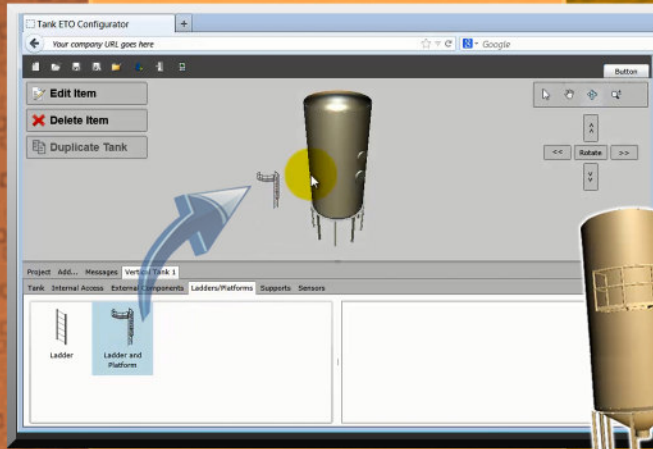 Tank ETO Configurator
+
Your company URL goes here
Google
Button
Edit Item
Delete Item
Duplicate Tank
<< Rotate >>
Project Add... Messages Vertical Tank 1
Tank Internal Access External Components Ladders/Platforms Supports Sensors
Ladder
Ladder and
Platform